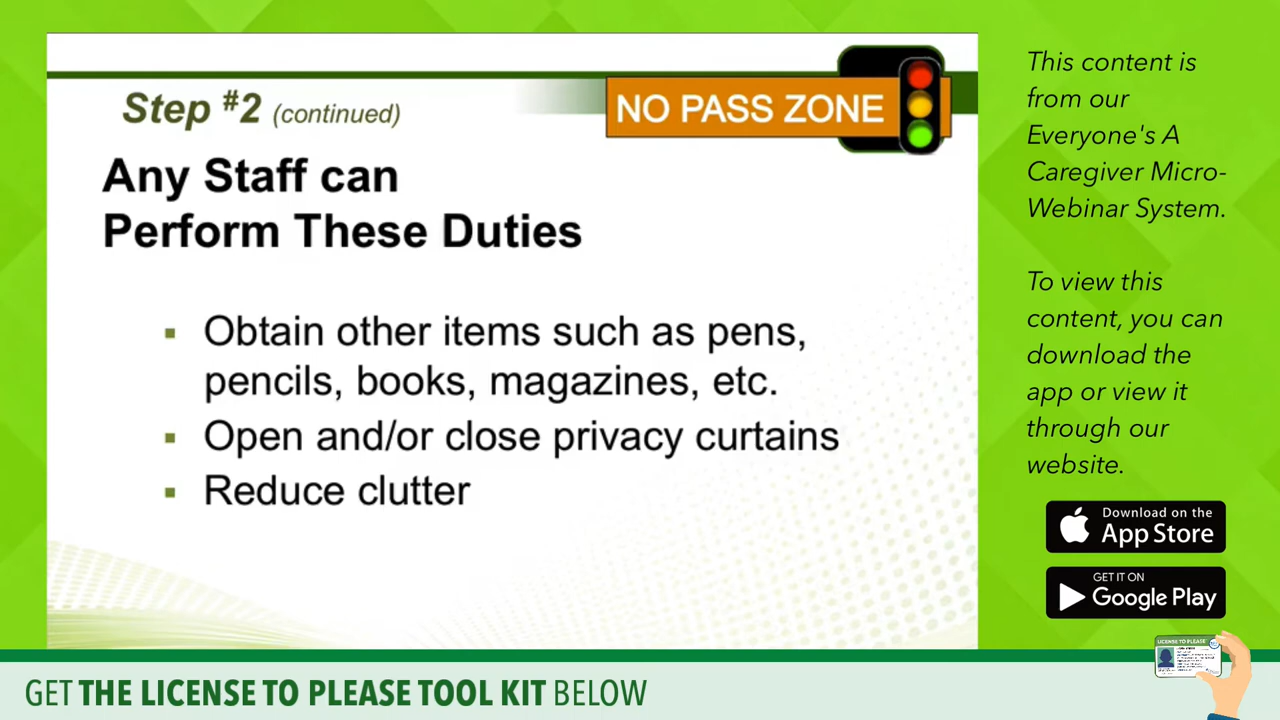 Step #2 (continued)
NO PASS ZONE
Any Staff can
Perform These Duties
▪ Obtain other items such as pens,
pencils, books, magazines, etc.
▪ Open and/or close privacy curtains
▪ Reduce clutter
This content is
from our
Everyone's A
Caregiver Micro-
Webinar System.
To view this
content, you can
download the
app or view it
through our
website.
Download on the
App Store
GET IT ON
Google Play
LICENSE TO PLEASE
GET THE LICENSE TO PLEASE TOOL KIT BELOW